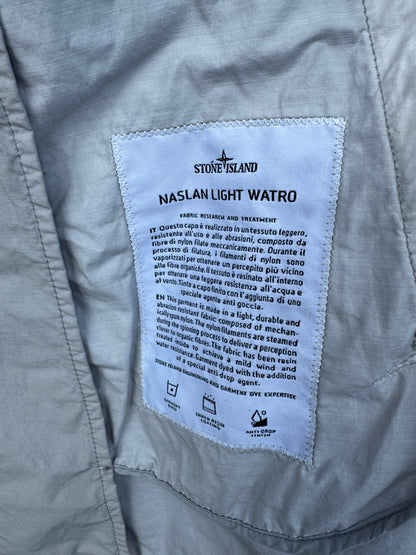 STONE ISLAND
NASLAN LIGHT WATRO
FABRIC RESEARCH AND TREATMENT
IT Questo capo è realizzato in un tessuto leggero,
resistente all'uso e alle abrasioni, composto da
fibre di nylon filate meccanicamente. Durante il
processo di filatura, i filamenti di nylon sono
vaporizzati per ottenere un percepito più vicino
alle fibre organiche. Il tessuto è resinato all'interno
per ottenere una leggera resistenza all'acqua e
al vento. Tinto a capo finito con l'aggiunta di uno
speciale agente anti goccia.
EN This garment is made in a light, durable and
abrasion resistant fabric composed of mechan-
ically spun nylon. The nylon filaments are steamed
during the spinning process to deliver a perception
closer to organic fibres. The fabric has been resin
treated inside to achieve a mild wind and
water resistance. Garment dyed with the addition
of a special anti-drop agent.
STONE ISLAND ENGINEERING AND GARMENT DYE EXPERTISE
GARMENT
DYED
INNER RESIN
COATING
ANTI-DROP
FINISH